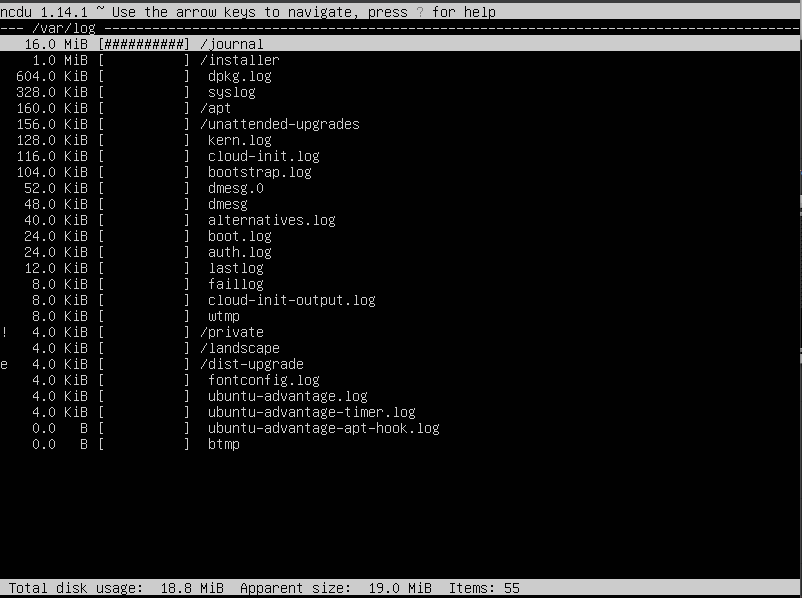 ncdu 1.14.1 ~ Use the arrow keys to navigate, press ? for help
--- /var/log ---------------------------------------------------------------------------------------
   16.0 MiB [##########] /journal
    1.0 MiB [          ] /installer
  604.0 KiB [          ]  dpkg.log
  328.0 KiB [          ]  syslog
  160.0 KiB [          ] /apt
  156.0 KiB [          ] /unattended-upgrades
  128.0 KiB [          ]  kern.log
  116.0 KiB [          ]  cloud-init.log
  104.0 KiB [          ]  bootstrap.log
   52.0 KiB [          ]  dmesg.0
   48.0 KiB [          ]  dmesg
   40.0 KiB [          ]  alternatives.log
   24.0 KiB [          ]  boot.log
   24.0 KiB [          ]  auth.log
   12.0 KiB [          ]  lastlog
    8.0 KiB [          ]  faillog
    8.0 KiB [          ]  cloud-init-output.log
    8.0 KiB [          ]  wtmp
!   4.0 KiB [          ] /private
    4.0 KiB [          ] /landscape
e   4.0 KiB [          ] /dist-upgrade
    4.0 KiB [          ]  fontconfig.log
    4.0 KiB [          ]  ubuntu-advantage.log
    4.0 KiB [          ]  ubuntu-advantage-timer.log
    0.0   B [          ]  ubuntu-advantage-apt-hook.log
    0.0   B [          ]  btmp
Total disk usage:  18.8 MiB  Apparent size:  19.0 MiB  Items: 55